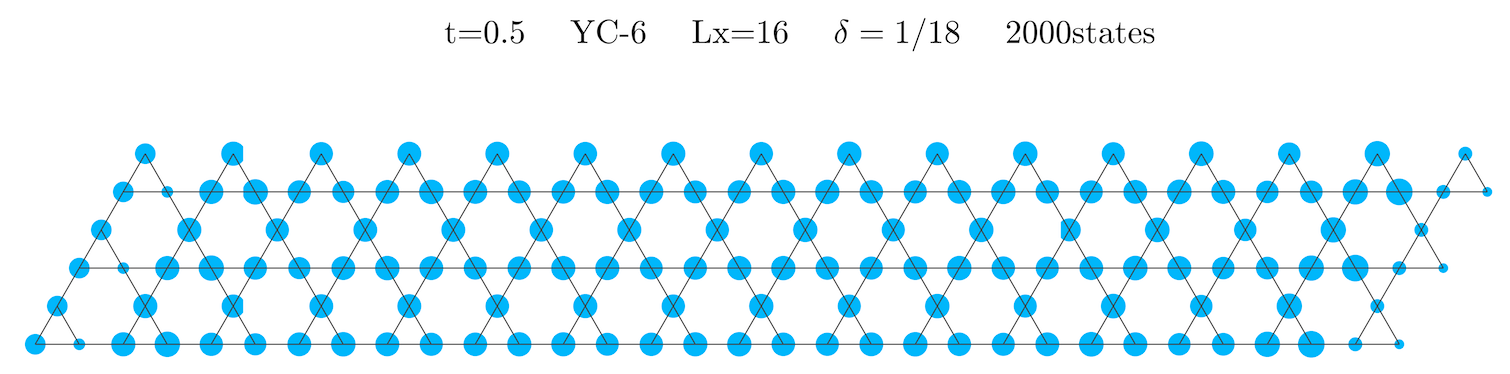 t=0.5 YC-6 Lx=16 δ = 1/18 2000states